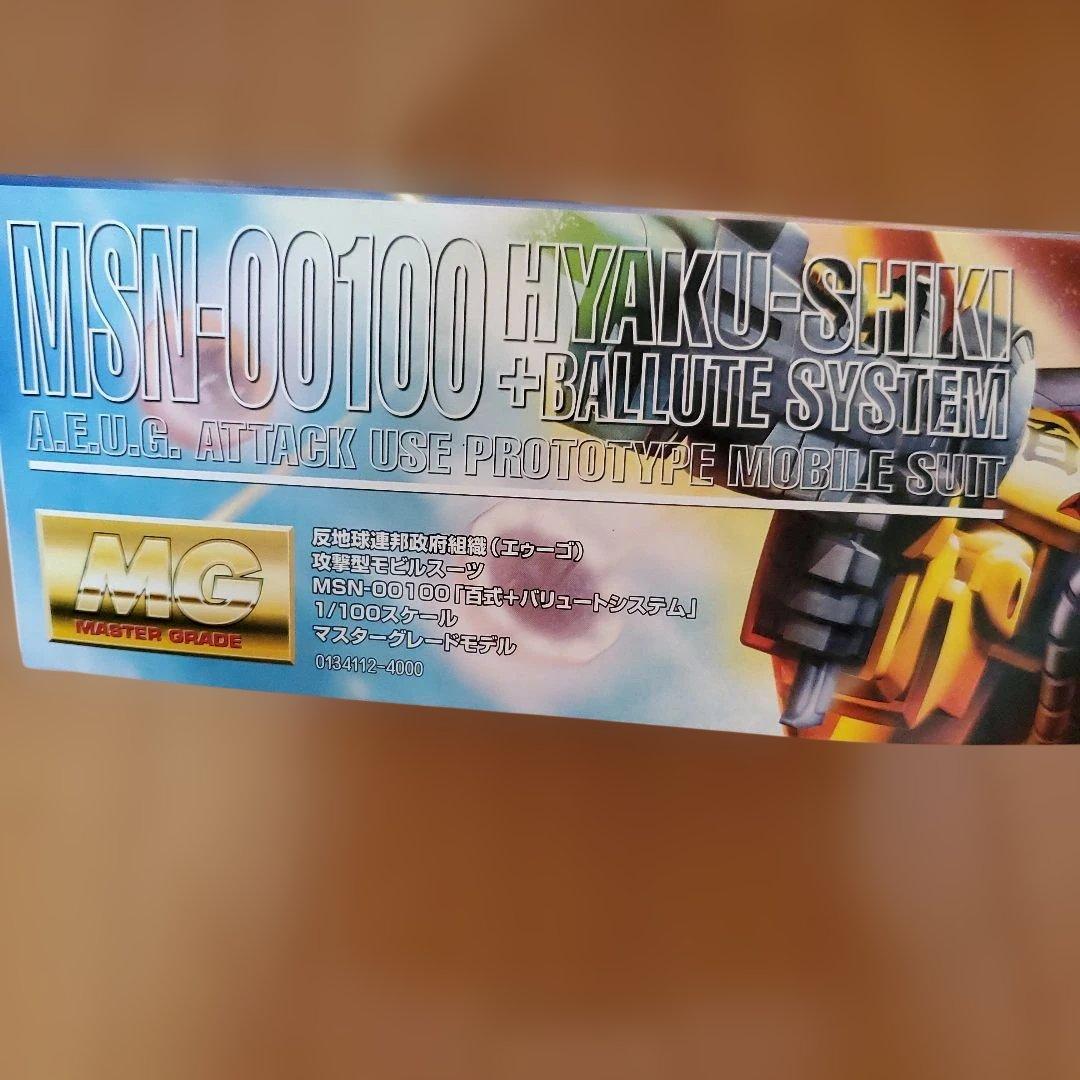 MSN-00100 HYAKU-SHIKI
+BALLUTE SYSTEM
A.E.U.G. ATTACK USE PROTOTYPE MOBILE SUIT
MG
MASTER GRADE
反地球連邦政府組織(エゥーゴ)
攻撃型モビルスーツ
MSN-00100「百式+バリュートシステム」
1/100スケール
マスターグレードモデル
0134112-4000
百